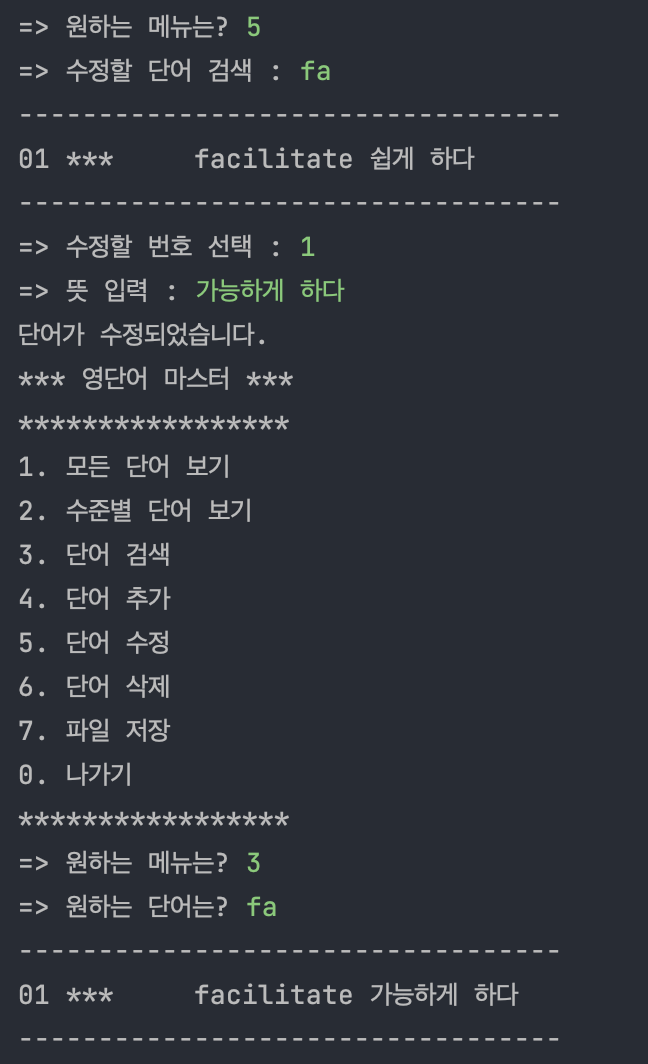 => 원하는 메뉴는? 5
=> 수정할 단어 검색 : fa
----------------------------------
01 ***     facilitate 쉽게 하다
----------------------------------
=> 수정할 번호 선택 : 1
=> 뜻 입력 : 가능하게 하다
단어가 수정되었습니다.
*** 영단어 마스터 ***
*****************
1. 모든 단어 보기
2. 수준별 단어 보기
3. 단어 검색
4. 단어 추가
5. 단어 수정
6. 단어 삭제
7. 파일 저장
0. 나가기
*****************
=> 원하는 메뉴는? 3
=> 원하는 단어는? fa
----------------------------------
01 ***     facilitate 가능하게 하다
----------------------------------